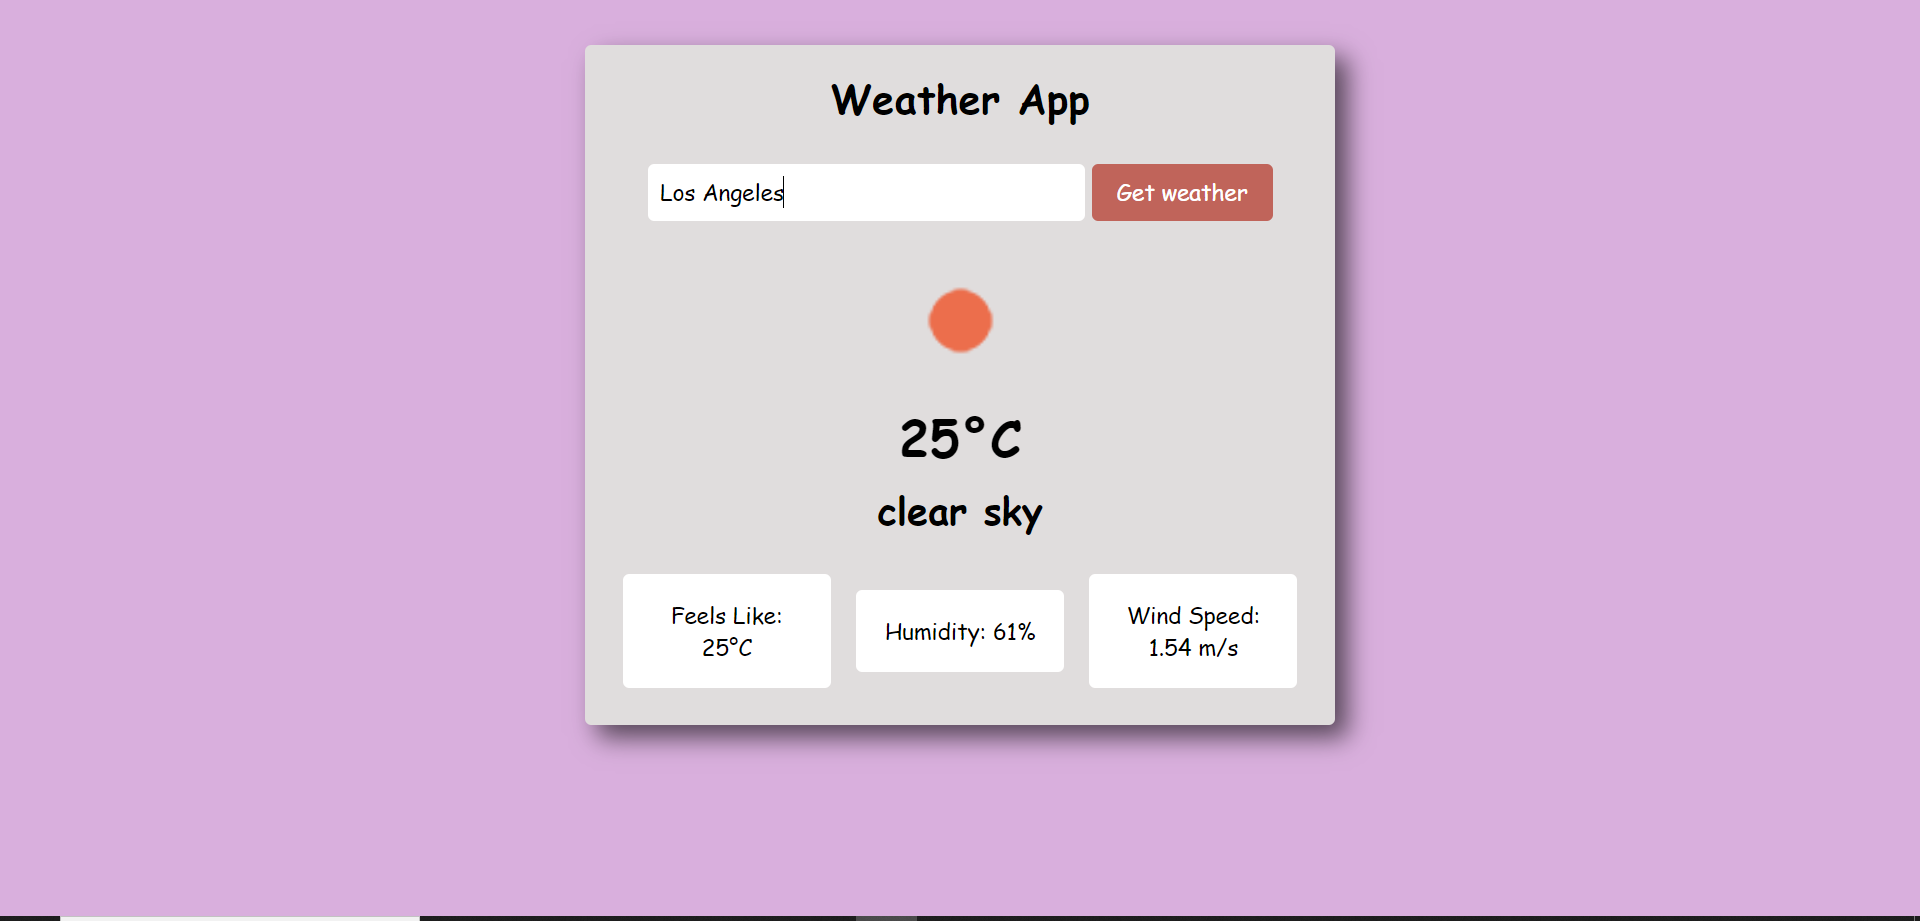 Weather App
Los Angeles
Get weather
25°C
clear sky
Feels Like:
25°C
Humidity: 61%
Wind Speed:
1.54 m/s